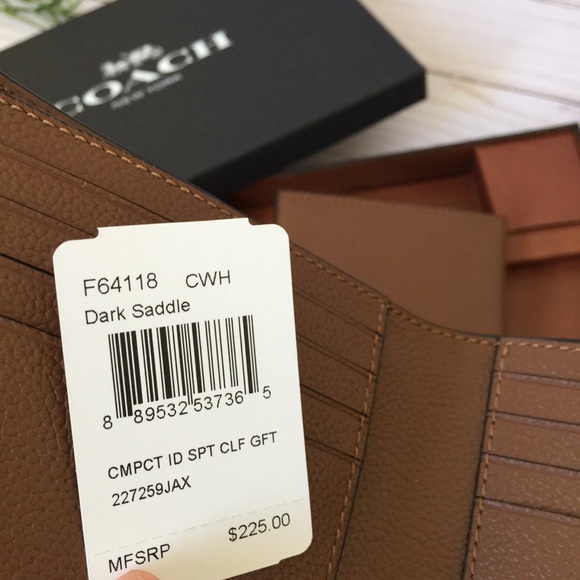 COACH
NEW YORK
F64118 CWH
Dark Saddle
8 89532 53736 5
CMPCT ID SPT CLF GFT
227259JAX
$225.00
MFSRP